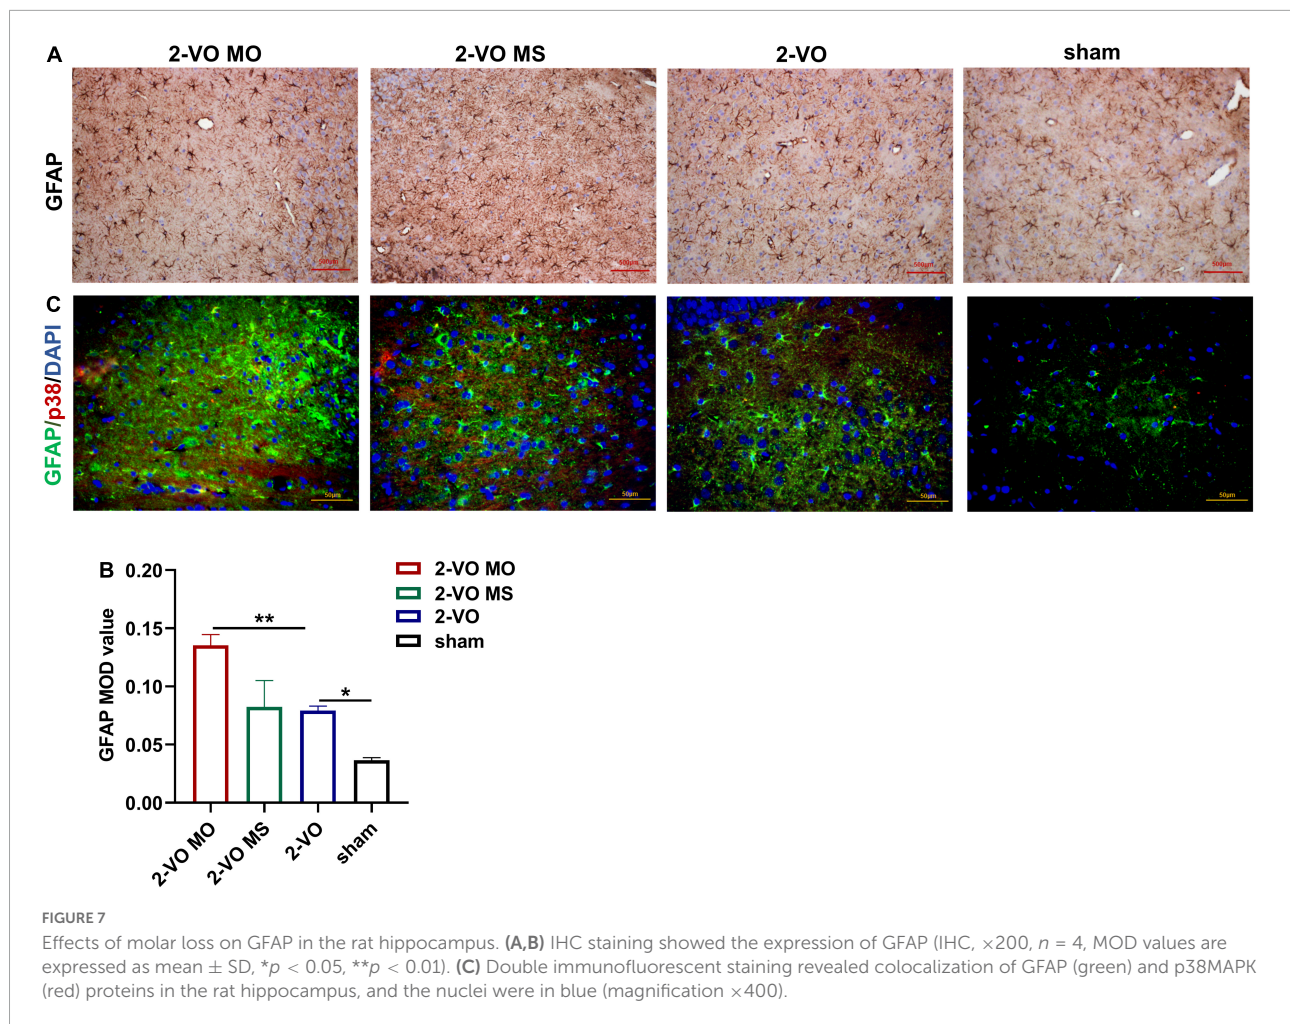 A
2-VO MO
2-VO MS
2-VO
sham
GFAP
500μm
500μm
500μm
500μm
C
GFAP/p38/DAPI
50μm
50μm
50μm
50μm
B
GFAP MOD value
0.20
0.15
0.10
0.05
0.00
**
*
2-VO MO
2-VO MS
2-VO
sham
2-VO MO
2-VO MS
2-VO
sham
FIGURE 7
Effects of molar loss on GFAP in the rat hippocampus. (A,B) IHC staining showed the expression of GFAP (IHC, ×200, n = 4, MOD values are
expressed as mean ± SD, *p < 0.05, **p < 0.01). (C) Double immunofluorescent staining revealed colocalization of GFAP (green) and p38MAPK
(red) proteins in the rat hippocampus, and the nuclei were in blue (magnification ×400).